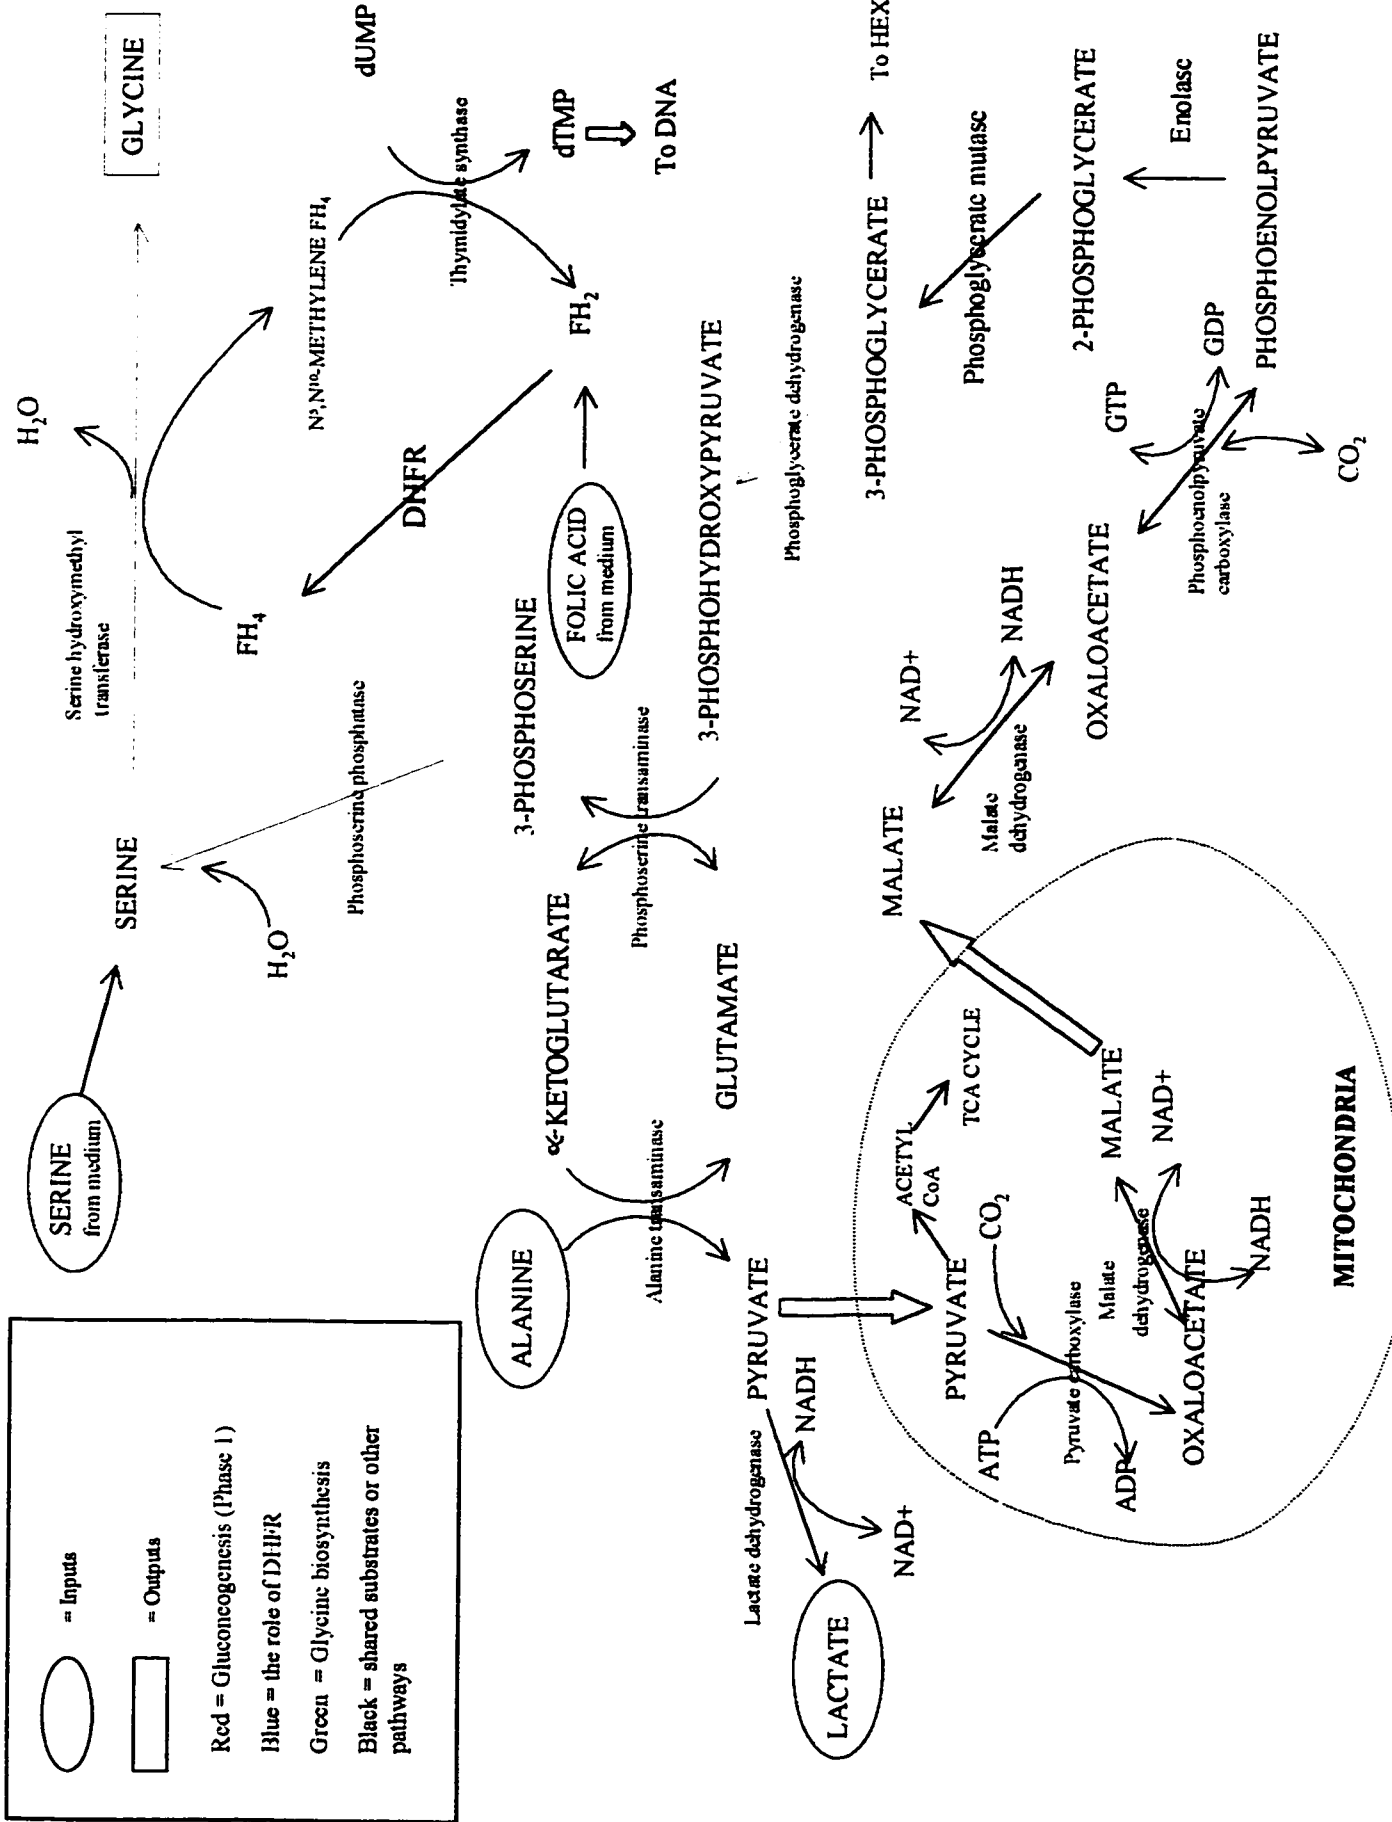 = Inputs
= Outputs
Red = Gluconeogenesis (Phase 1)
Blue = the role of DHFR
Green = Glycine biosynthesis
Black = shared substrates or other
pathways
SERINE
from medium
SERINE
H₂O
Serine hydroxymethyl
transferase
H₂O
GLYCINE
FH₄
N⁵,N¹⁰-METHYLENE FH₄
dUMP
Phosphoserine phosphatase
DHFR
Thymidylate synthase
dTMP
To DNA
FH₂
FOLIC ACID
from medium
ALANINE
∝-KETOGLUTARATE
3-PHOSPHOSERINE
Alanine transaminase
Phosphoserine transaminase
GLUTAMATE
3-PHOSPHOHYDROXYPYRUVATE
Phosphoglycerate dehydrogenase
PYRUVATE
Lactate dehydrogenase
NADH
NAD+
LACTATE
MALATE
NAD+
3-PHOSPHOGLYCERATE
To HEX
ACETYL
CoA
TCA CYCLE
PYRUVATE
CO₂
ATP
Malate
dehydrogenase
NADH
Phosphoglycerate mutase
Pyruvate carboxylase
ADP
Malate
dehydrogenase
MALATE
NAD+
OXALOACETATE
GTP
2-PHOSPHOGLYCERATE
OXALOACETATE
NADH
Phosphoenolpyruvate
carboxylase
GDP
Enolase
PHOSPHOENOLPYRUVATE
CO₂
MITOCHONDRIA